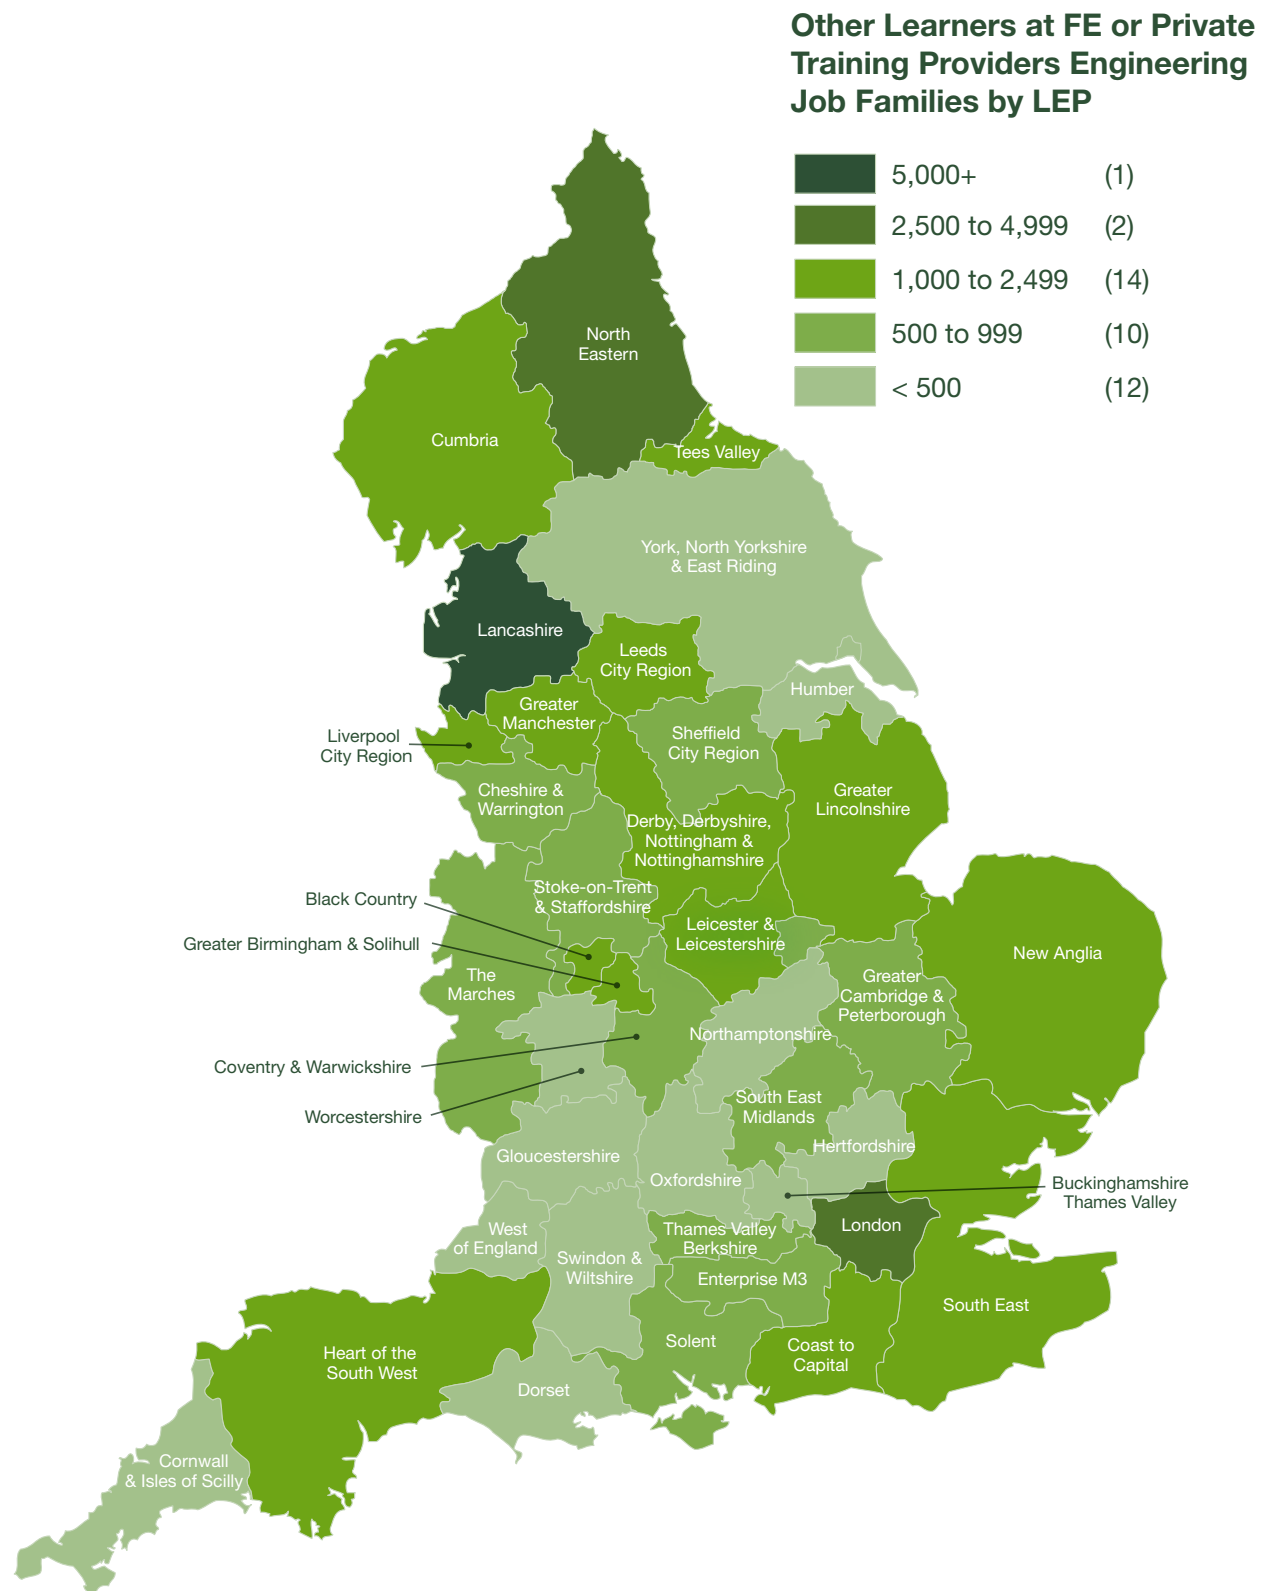 Other Learners at FE or Private
Training Providers Engineering
Job Families by LEP
5,000+ (1)
2,500 to 4,999 (2)
1,000 to 2,499 (14)
500 to 999 (10)
< 500 (12)
North
Eastern
Cumbria
Tees Valley
York, North Yorkshire
& East Riding
Lancashire
Leeds
City Region
Humber
Greater
Manchester
Liverpool
City Region
Sheffield
City Region
Cheshire &
Warrington
Greater
Lincolnshire
Derby, Derbyshire,
Nottingham &
Nottinghamshire
Stoke-on-Trent
& Staffordshire
Black Country
Greater Birmingham & Solihull
Leicester &
Leicestershire
New Anglia
The
Marches
Greater
Cambridge &
Peterborough
Northamptonshire
Coventry & Warwickshire
Worcestershire
South East
Midlands
Hertfordshire
Gloucestershire
Oxfordshire
Buckinghamshire
Thames Valley
London
West
of England
Thames Valley
Berkshire
Swindon &
Wiltshire
Enterprise M3
South East
Solent
Coast to
Capital
Heart of the
South West
Dorset
Cornwall
& Isles of Scilly